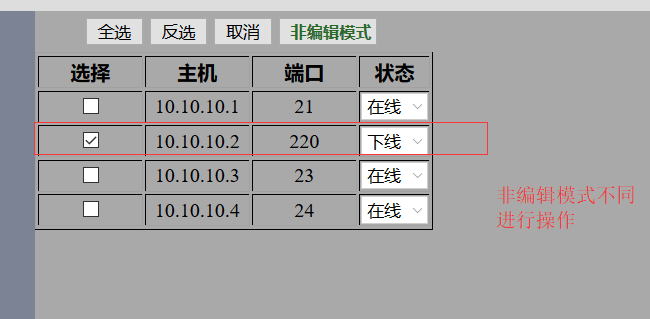 全选 反选 取消 非编辑模式
选择 主机 端口 状态
10.10.10.1 21 在线
10.10.10.2 220 下线
10.10.10.3 23 在线
10.10.10.4 24 在线
非编辑模式不同
进行操作